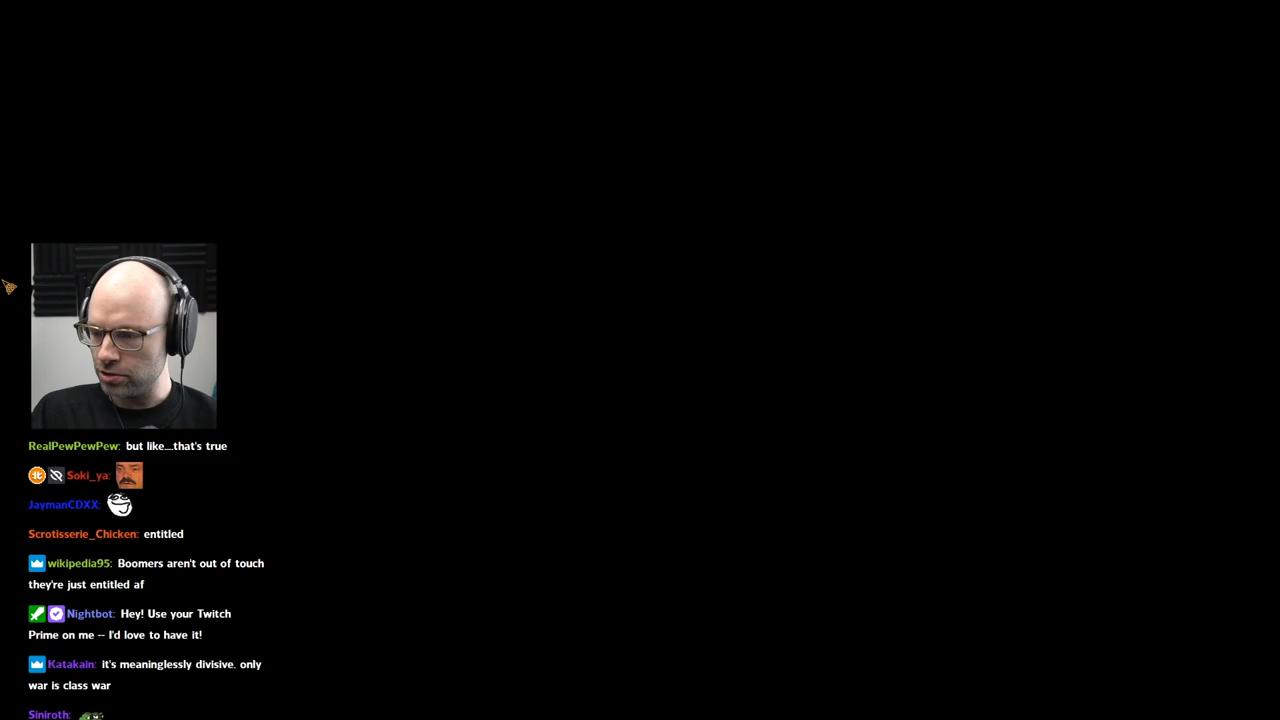 RealPewPewPew: but like....that's true
Soki_ya:
JaymanCDXX:
Scrotisserie_Chicken: entitled
wikipedia95: Boomers aren't out of touch
they're just entitled af
Nightbot: Hey! Use your Twitch
Prime on me -- I'd love to have it!
Katakain: it's meaninglessly divisive. only
war is class war
Siniroth: